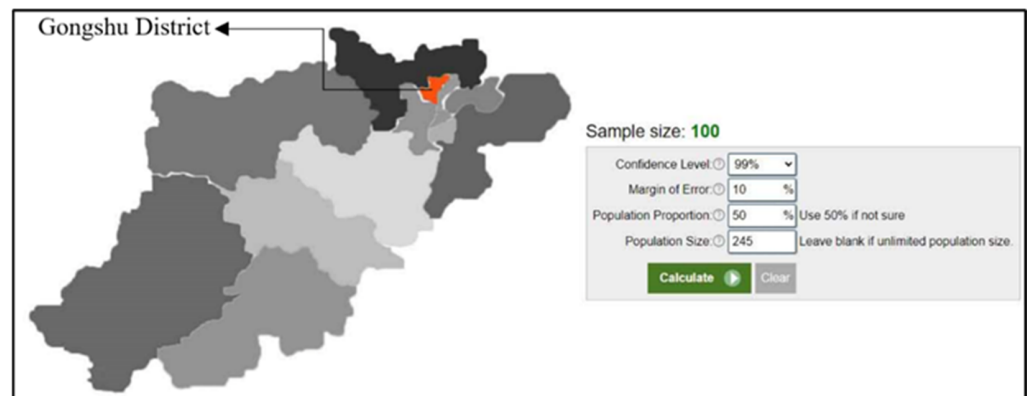 Gongshu District
Sample size: 100
Confidence Level: 99%
Margin of Error: 10 %
Population Proportion: 50 % Use 50% if not sure
Population Size: 245 Leave blank if unlimited population size.
Calculate Clear